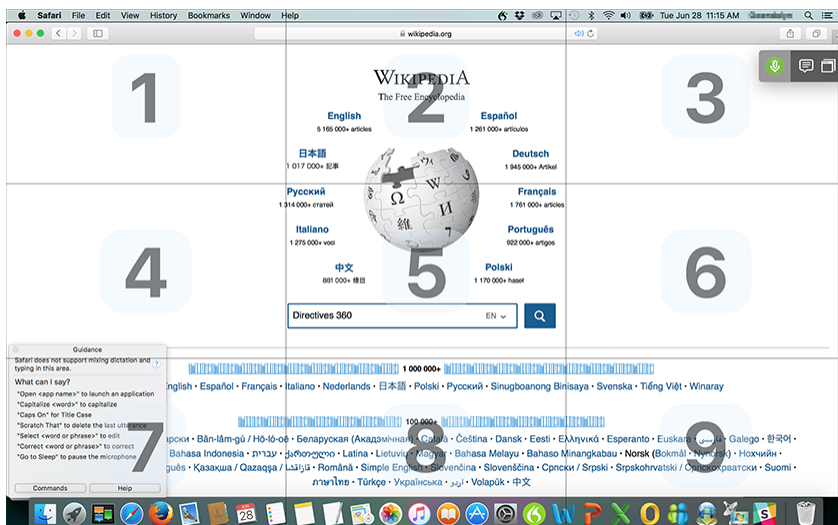 Safari File Edit View History Bookmarks Window Help
Tue Jun 28 11:15 AM
wikipedia.org
1
2
3
WIKIPEDIA
The Free Encyclopedia
English
5 165 000+ articles
Español
1 261 000+ artículos
日本語
1 017 000+ 記事
Deutsch
1 945 000+ Artikel
Русский
1 314 000+ статей
Français
1 761 000+ articles
Italiano
1 275 000+ voci
Português
922 000+ artigos
中文
881 000+ 條目
Polski
1 170 000+ haseł
4
5
6
Directives 360
EN
Guidance
Safari does not support mixing dictation and
typing in this area.
?
What can I say?
"Open <app name>" to launch an application
"Capitalize <word>" to capitalize
"Caps On" for Title Case
"Scratch That" to delete the last utterance
"Select <word or phrase>" to edit
"Correct <word or phrase>" to correct
"Go to Sleep" to pause the microphone
Commands Help
1 000 000+
nglish • Español • Français • Italiano • Nederlands • 日本語 • Polski • Русский • Sinugboanong Binisaya • Svenska • Tiếng Việt • Winaray
100 000+
7
8
9
арски • Bân-lâm-gú / Hō-ló-oē • Беларуская (Акадэмічная) • Català • Čeština • Dansk • Eesti • Ελληνικά • Esperanto • Euskara • فارسی • Galego • 한국어 •
Bahasa Indonesia • עברית • ქართული • Latina • Lietuvių • Magyar • Bahasa Melayu • Bahaso Minangkabau • Norsk (Bokmål • Nynorsk) • Нохчийн •
guês • Қазақша / Qazaqşa / قازاقشا • Română • Simple English • Slovenčina • Slovenščina • Српски / Srpski • Srpskohrvatski / Српскохрватски • Suomi •
ภาษาไทย • Türkçe • Українська • اردو • Volapük • 中文
JUN
28